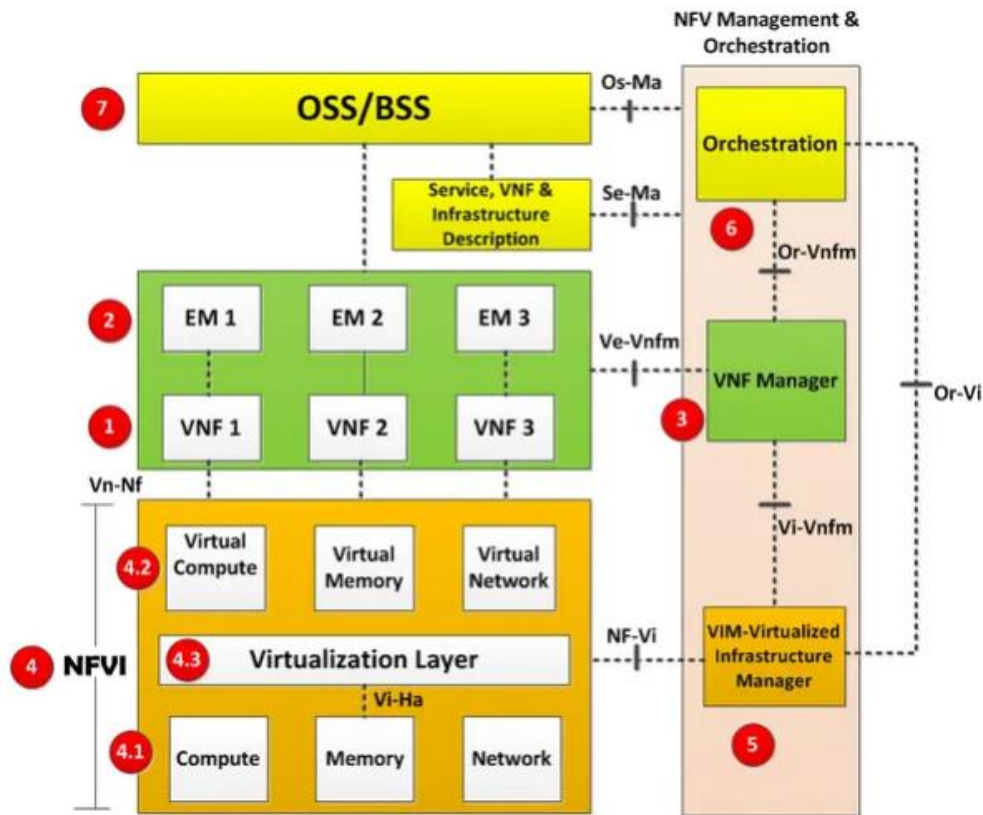 NFV Management &
Orchestration
7
OSS/BSS
Os-Ma
Orchestration
Service, VNF &
Infrastructure
Description
Se-Ma
6
Or-Vnfm
2
EM 1
EM 2
EM 3
Ve-Vnfm
VNF Manager
Or-Vi
1
VNF 1
VNF 2
VNF 3
3
Vn-Nf
Vi-Vnfm
4.2
Virtual
Compute
Virtual
Memory
Virtual
Network
4
NFVI
4.3
Virtualization Layer
NF-Vi
VIM-Virtualized
Infrastructure
Manager
Vi-Ha
4.1
Compute
Memory
Network
5